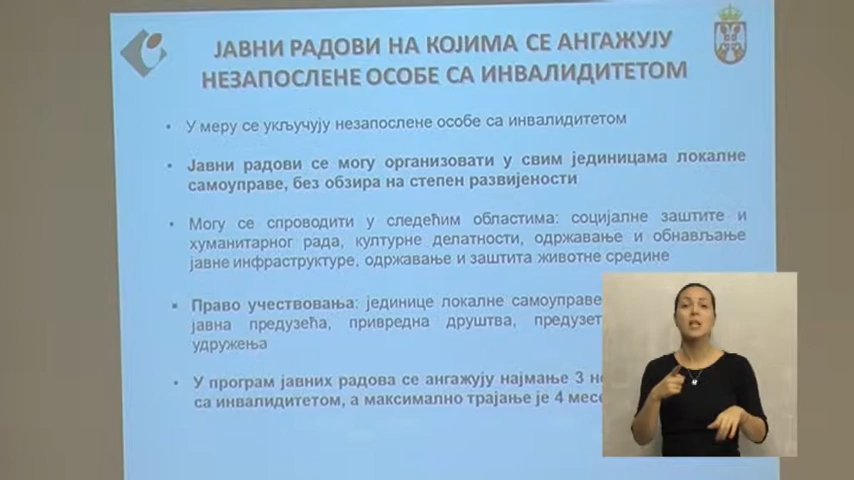 ЈАВНИ РАДОВИ НА КОЈИМА СЕ АНГАЖУЈУ
НЕЗАПОСЛЕНЕ ОСОБЕ СА ИНВАЛИДИТЕТОМ
• У меру се укључују незапослене особе са инвалидитетом
• Јавни радови се могу организовати у свим јединицама локалне
самоуправе, без обзира на степен развијености
• Могу се спроводити у следећим областима: социјалне заштите и
хуманитарног рада, културне делатности, одржавање и обнављање
јавне инфраструктуре, одржавање и заштита животне средине
▪ Право учествовања: јединице локалне самоуправе
јавна предузећа, привредна друштва,
удружења
• У програм јавних радова се ангажују најмање 3
са инвалидитетом, а максимално трајање је 4